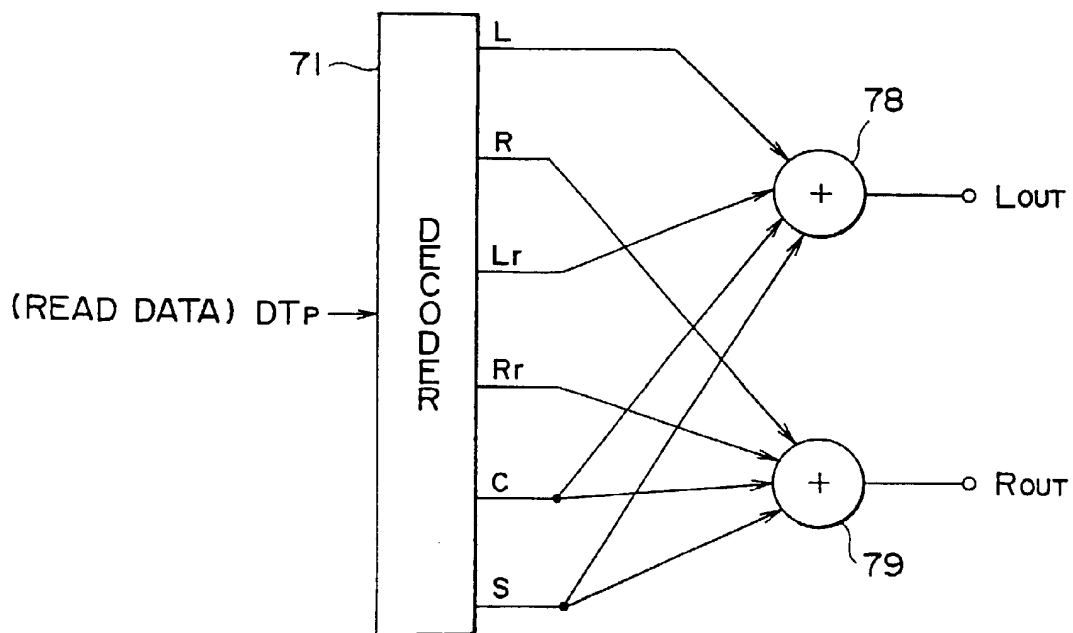 L
71
78
R
+
LOUT
DECODER
Lr
(READ DATA) DTP
Rr
C
+
ROUT
79
S